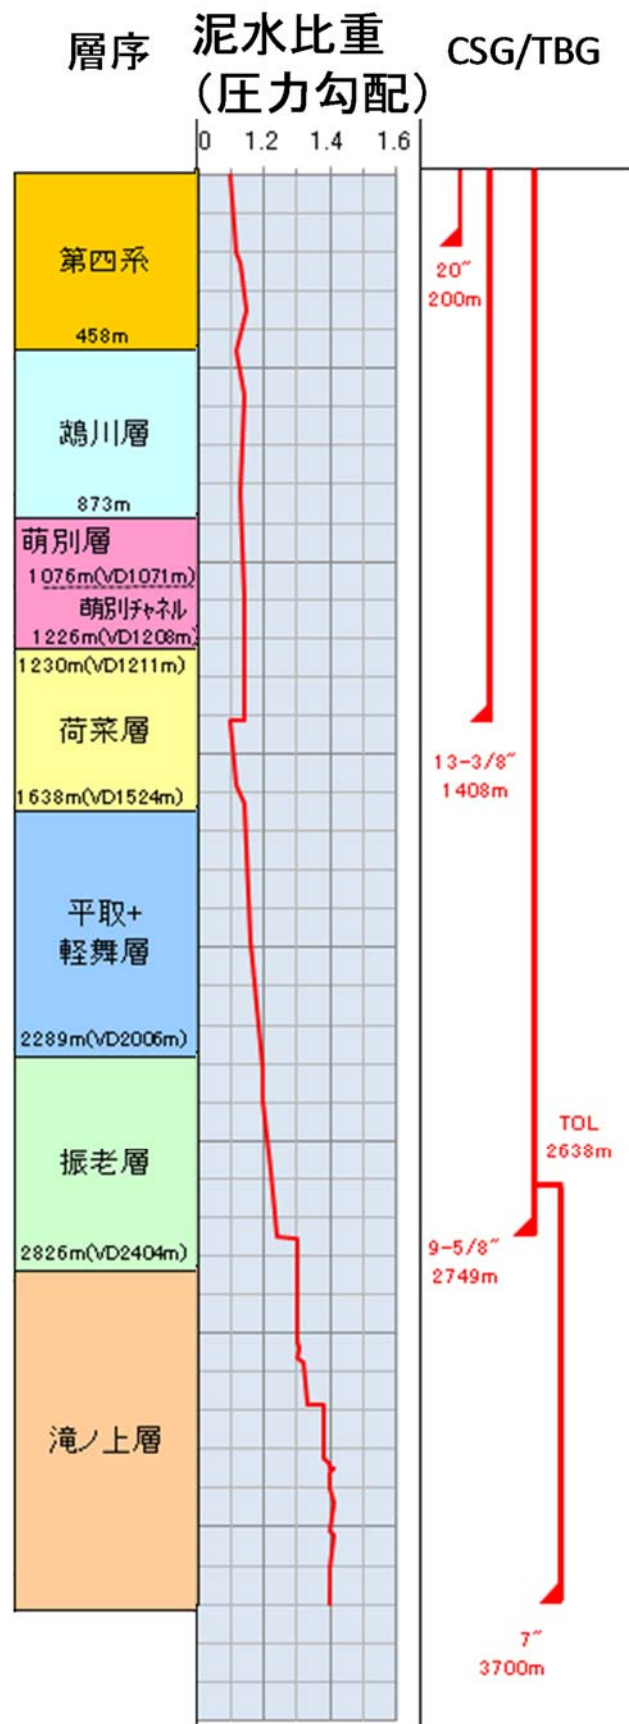 層序
泥水比重
(圧力勾配)
CSG/TBG
0
1.2
1.4
1.6
第四系
458m
鵡川層
873m
萌別層
1076m(VD1071m)
萌別チャネル
1226m(VD1208m)
1230m(VD1211m)
荷菜層
1638m(VD1524m)
平取+
軽舞層
2289m(VD2006m)
振老層
2826m(VD2404m)
滝ノ上層
20″
200m
13-3/8″
1408m
TOL
2638m
9-5/8″
2749m
7″
3700m